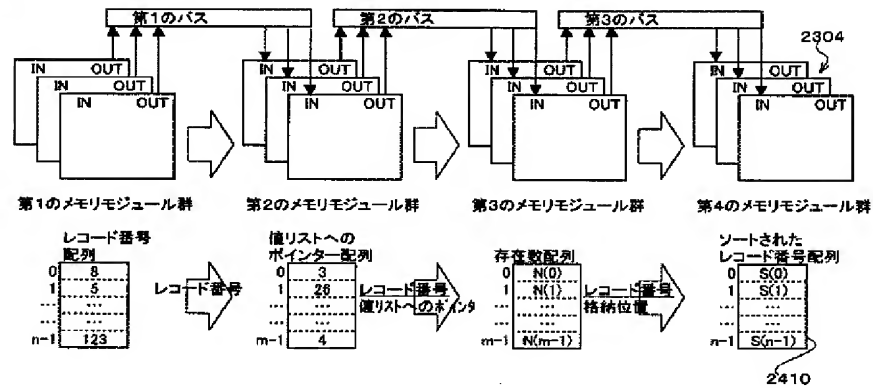 第1のバス
第2のバス
第3のバス
2304
IN OUT
IN OUT
IN OUT
IN OUT
IN OUT
IN OUT
IN OUT
IN OUT
IN OUT
IN OUT
IN OUT
IN OUT
第1のメモリモジュール群
第2のメモリモジュール群
第3のメモリモジュール群
第4のメモリモジュール群
レコード番号
配列
0 8
1 5
... ...
... ...
n-1 123
レコード番号
値リストへの
ポインター配列
0 3
1 26
... ...
... ...
m-1 4
レコード番号
値リストへのポインタ
存在数配列
0 N(0)
1 N(1)
... ...
... ...
m-1 N(m-1)
レコード番号
格納位置
ソートされた
レコード番号配列
0 S(0)
1 S(1)
... ...
... ...
n-1 S(n-1)
2410